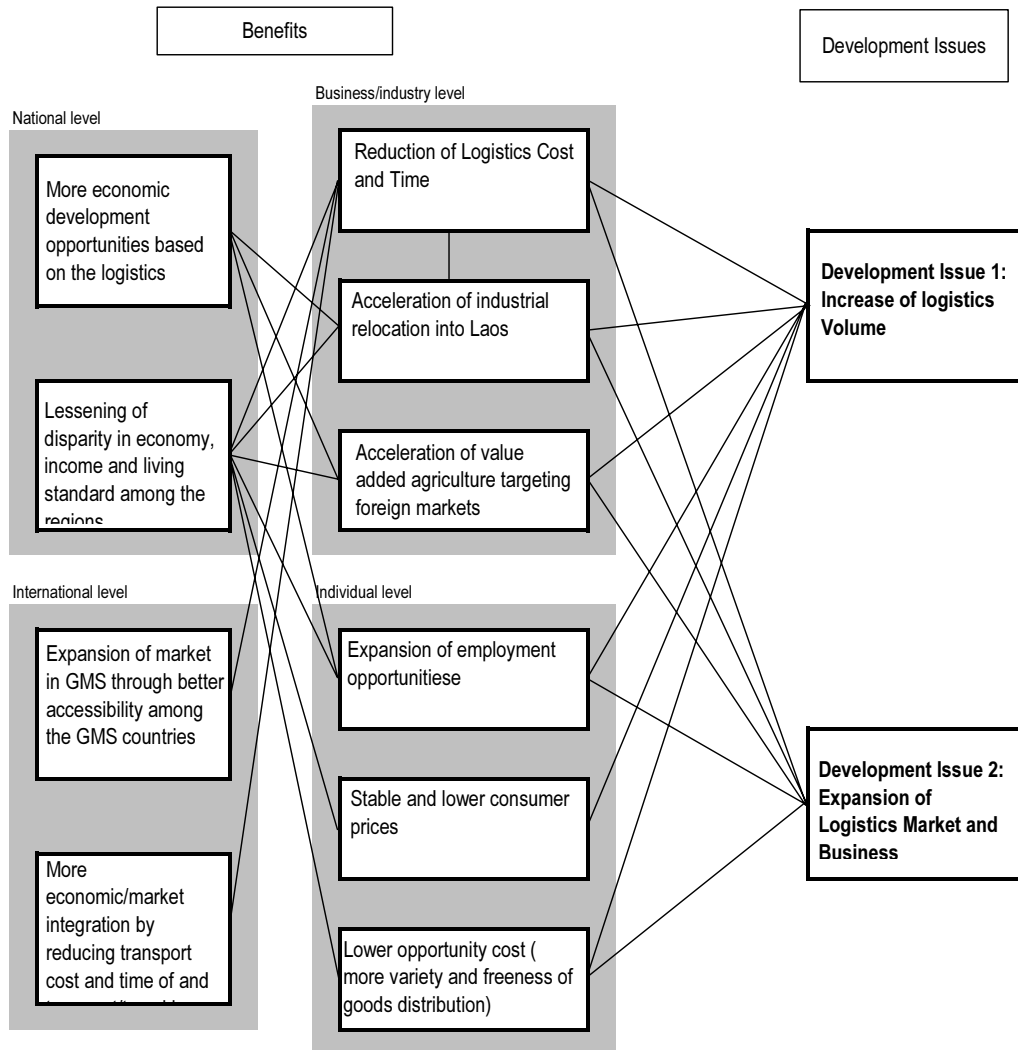 Benefits
Development Issues
National level
More economic
development
opportunities based
on the logistics
Lessening of
disparity in economy,
income and living
standard among the
regions
International level
Expansion of market
in GMS through better
accessibility among
the GMS countries
More
economic/market
integration by
reducing transport
cost and time of and
Business/industry level
Reduction of Logistics Cost
and Time
Acceleration of industrial
relocation into Laos
Acceleration of value
added agriculture targeting
foreign markets
Individual level
Expansion of employment
opportunitiese
Stable and lower consumer
prices
Lower opportunity cost (
more variety and freeness of
goods distribution)
Development Issue 1:
Increase of logistics
Volume
Development Issue 2:
Expansion of
Logistics Market and
Business